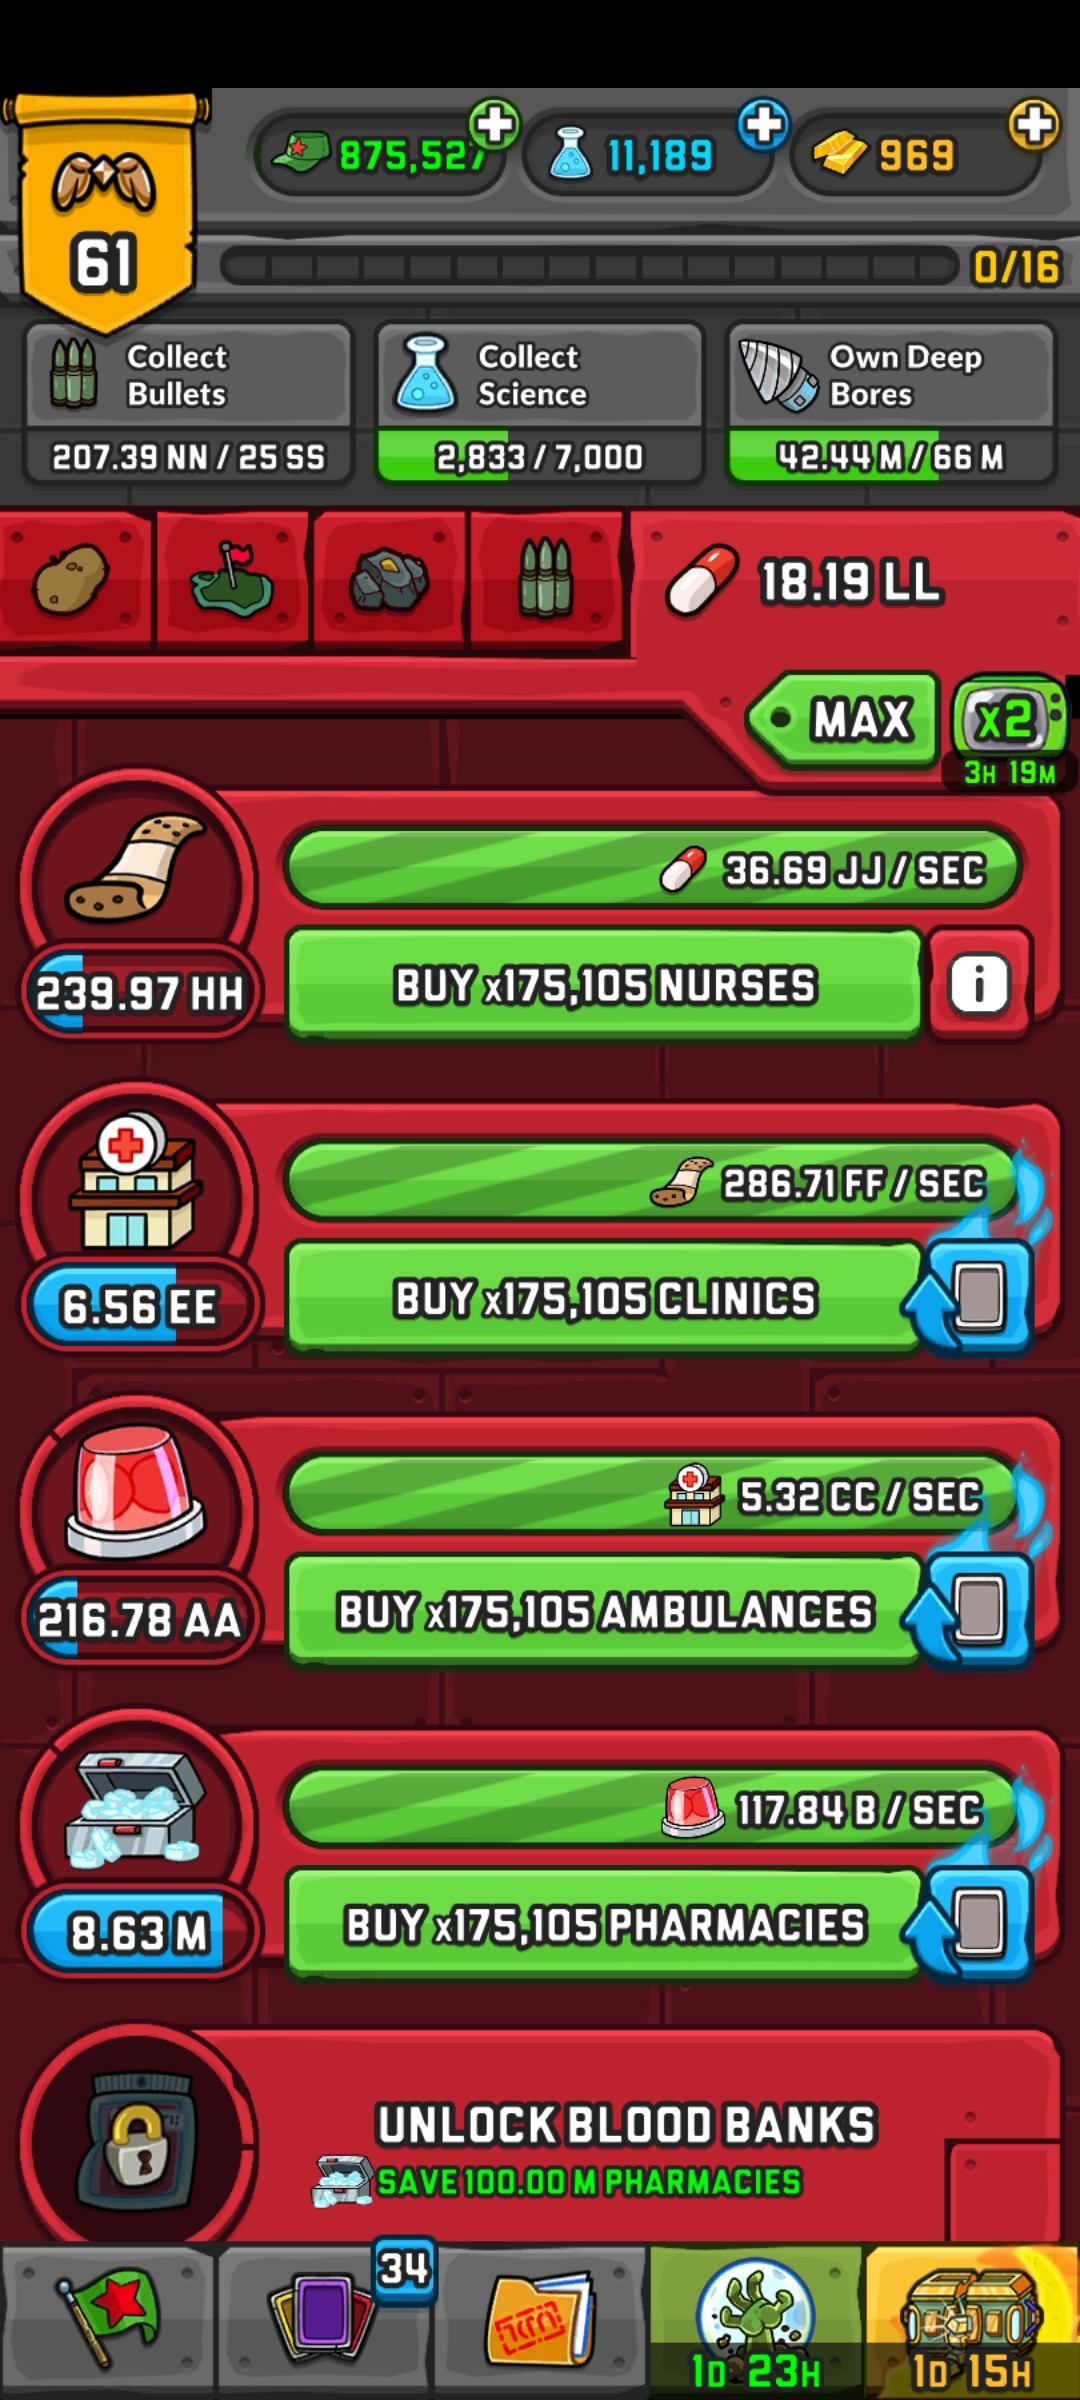 875,527
11,189
969
61
0/16
Collect
Bullets
207.39 NN / 25 SS
Collect
Science
2,833 / 7,000
Own Deep
Bores
42.44 M / 66 M
18.19 LL
MAX
x2
3H 19M
36.69 JJ / SEC
239.97 HH
BUY x175,105 NURSES
i
286.71 FF / SEC
6.56 EE
BUY x175,105 CLINICS
5.32 CC / SEC
216.78 AA
BUY x175,105 AMBULANCES
117.84 B / SEC
8.63 M
BUY x175,105 PHARMACIES
UNLOCK BLOOD BANKS
SAVE 100.00 M PHARMACIES
34
1D 23H
1D 15H